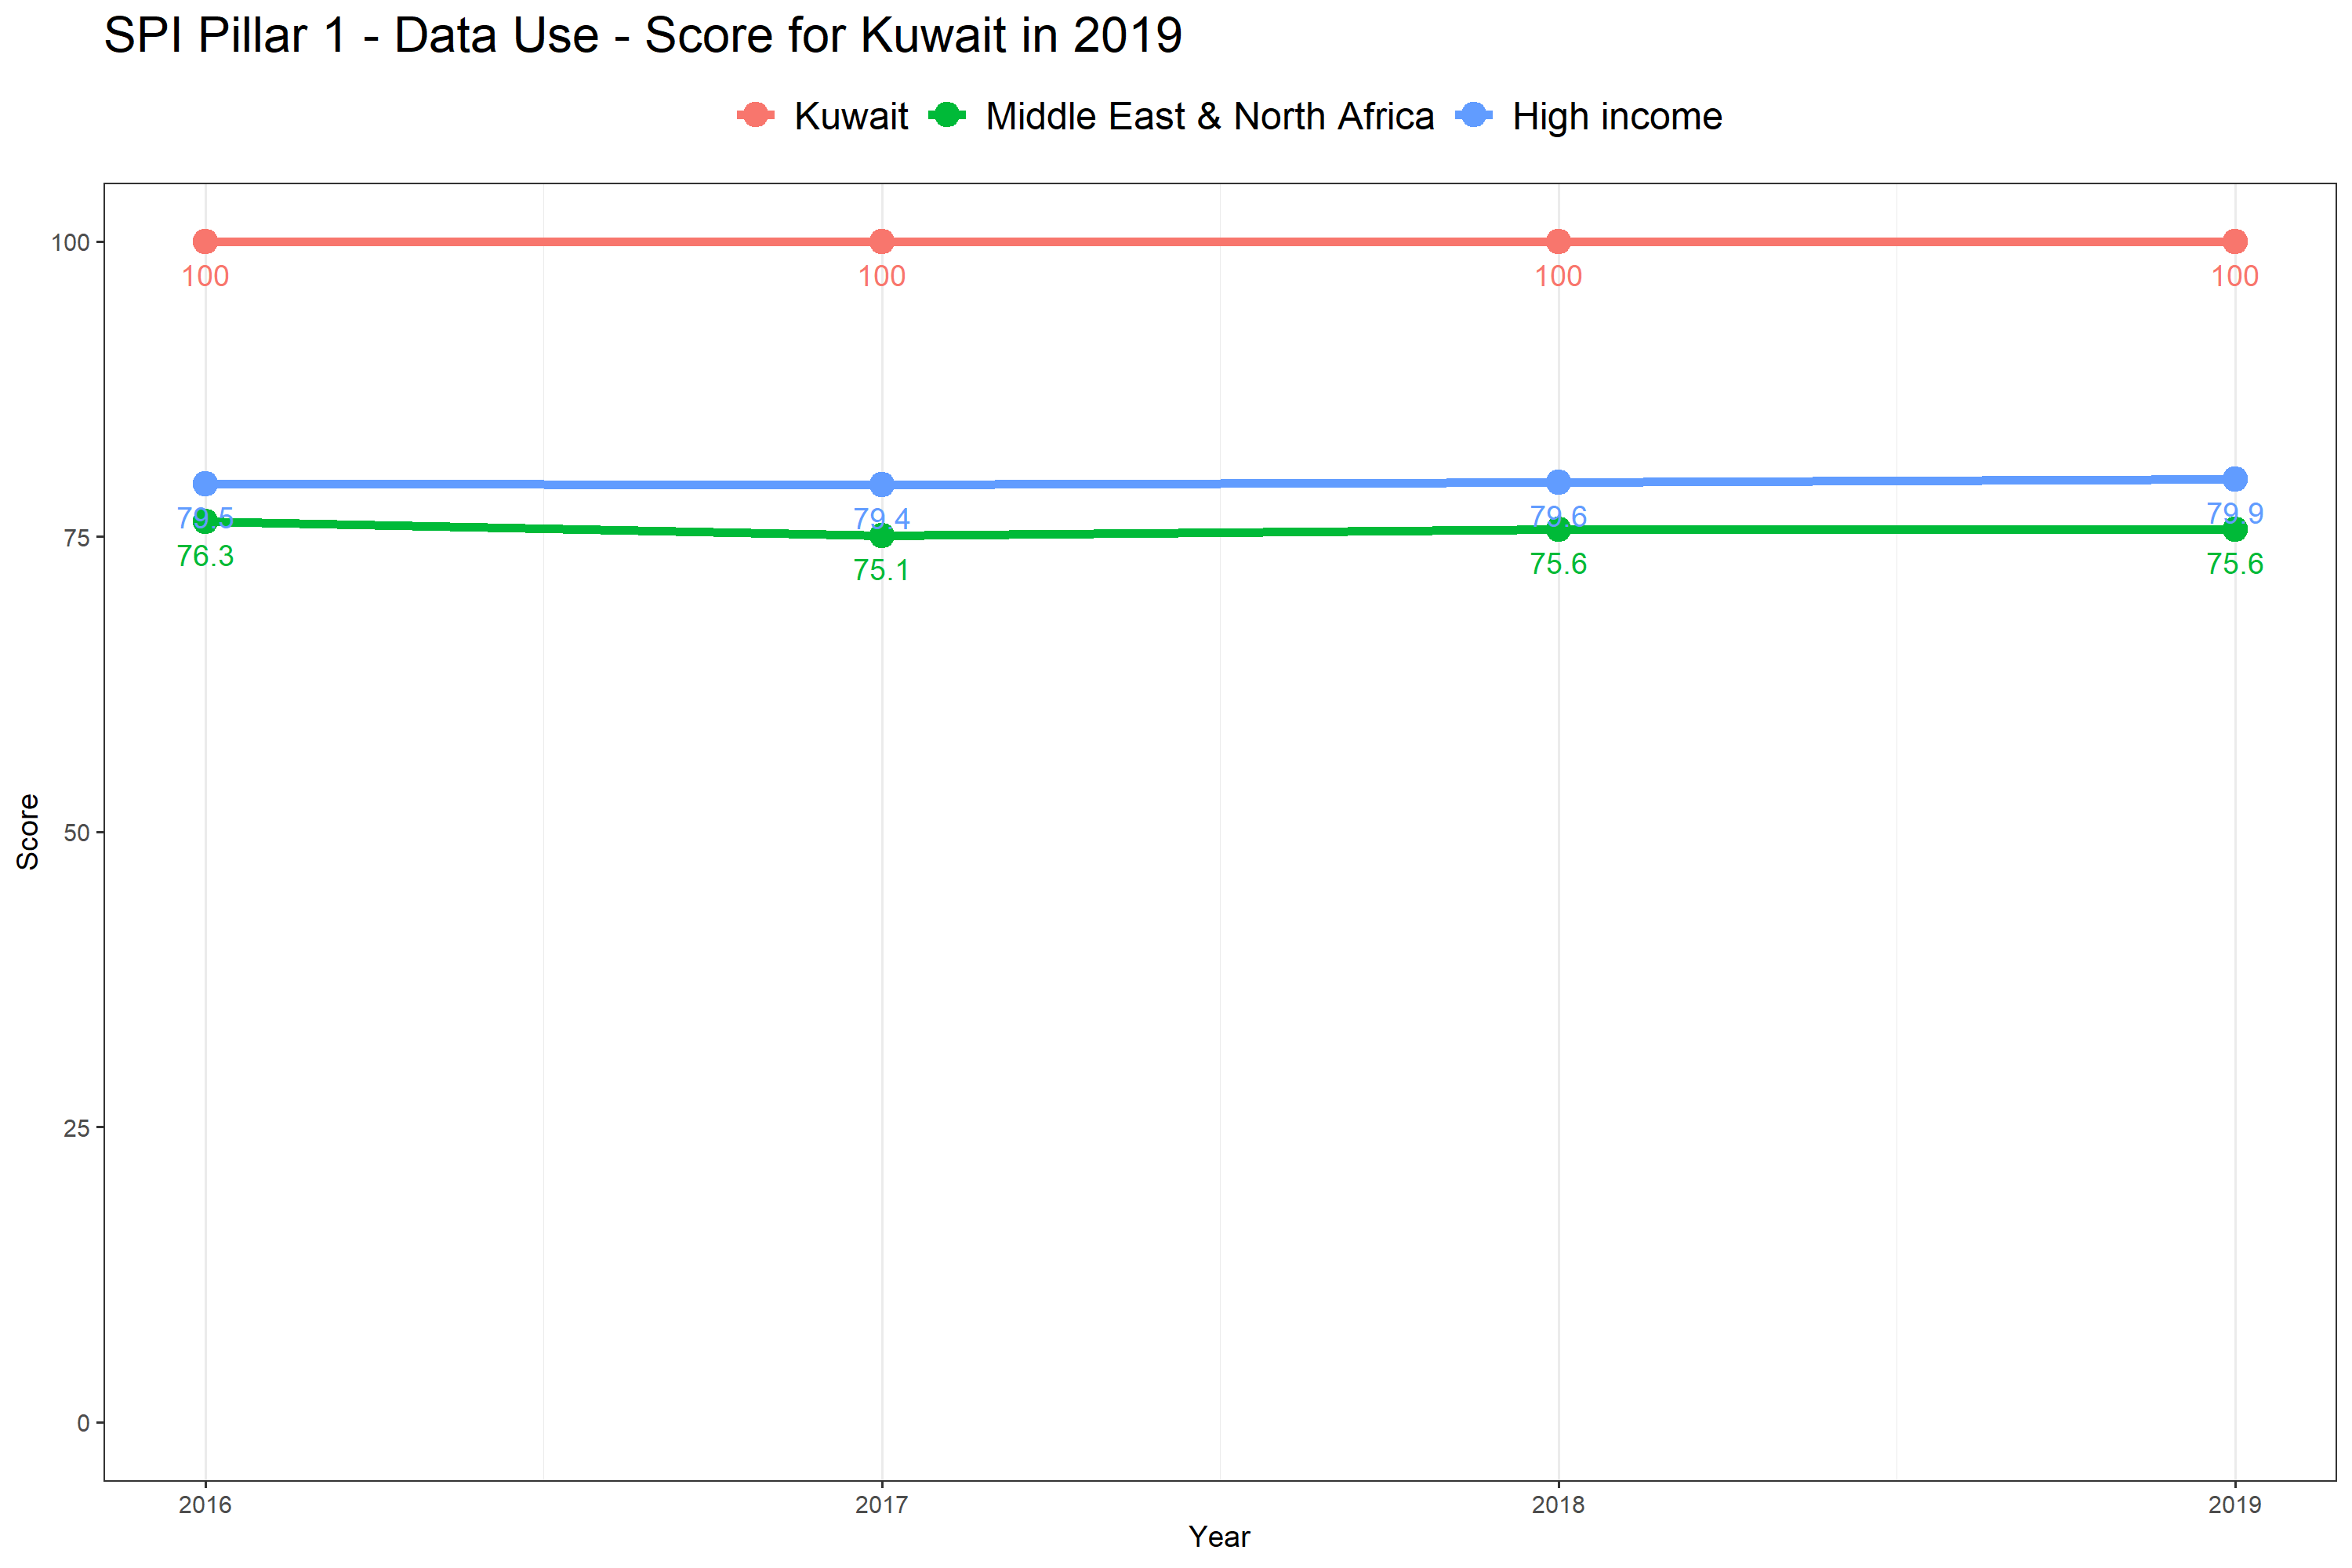 SPI Pillar 1 - Data Use - Score for Kuwait in 2019
Kuwait Middle East & North Africa High income
100
100 100 100 100
79.5 79.4 79.6 79.9
75
76.3 75.1 75.6 75.6
Score
50
25
0
2016 2017 2018 2019
Year